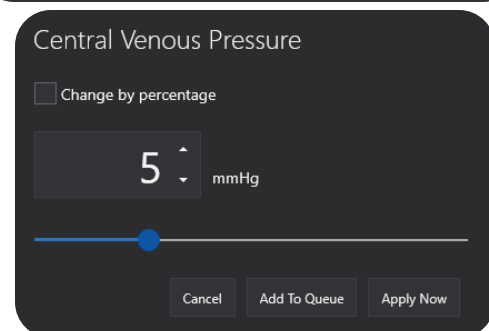 Central Venous Pressure
Change by percentage
5 mmHg
Cancel Add To Queue Apply Now